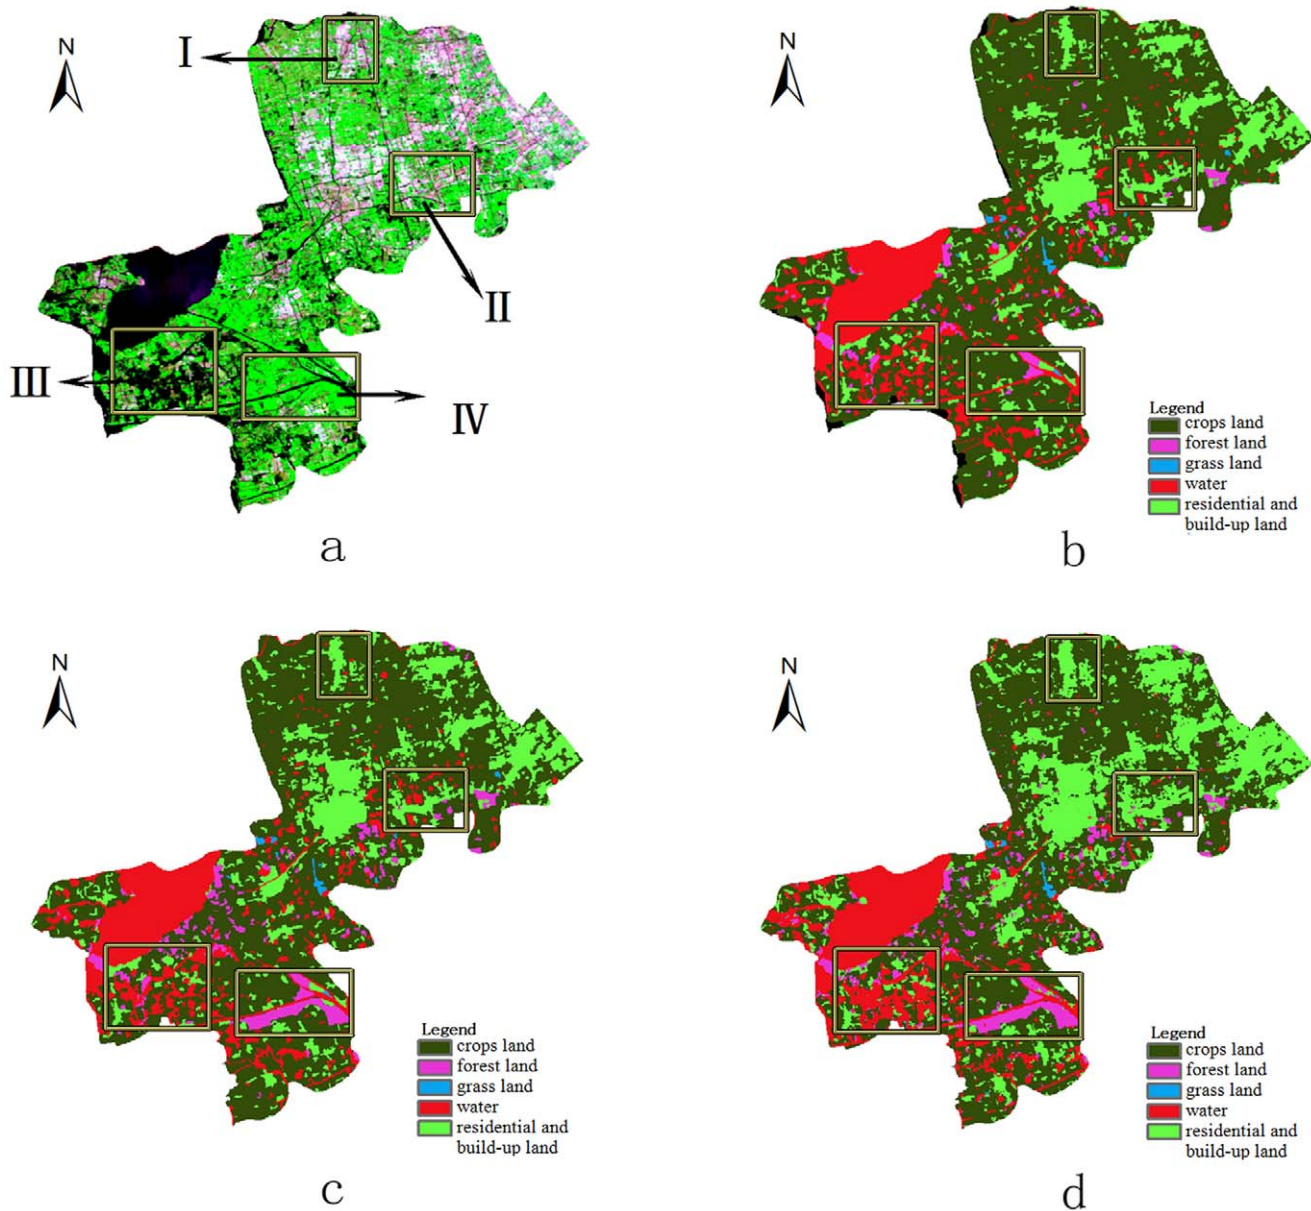 N
I
II
III
IV
a
N
Legend
crops land
forest land
grass land
water
residential and
build-up land
b
N
Legend
crops land
forest land
grass land
water
residential and
build-up land
c
N
Legend
crops land
forest land
grass land
water
residential and
build-up land
d